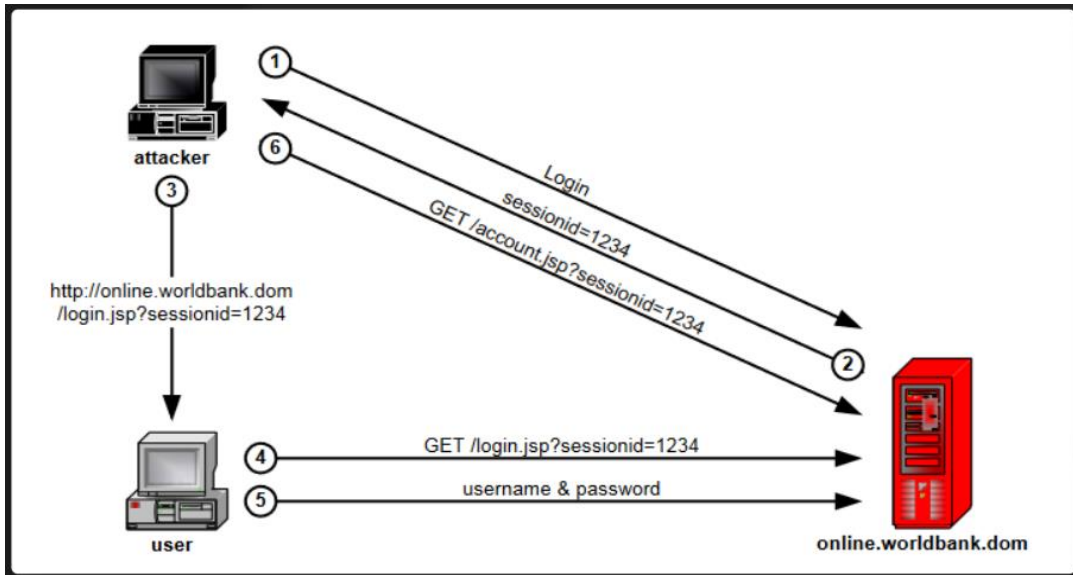 1
attacker
6
3
Login
sessionid=1234
GET /account.jsp?sessionid=1234
http://online.worldbank.dom
/login.jsp?sessionid=1234
2
4
GET /login.jsp?sessionid=1234
5
username & password
user
online.worldbank.dom